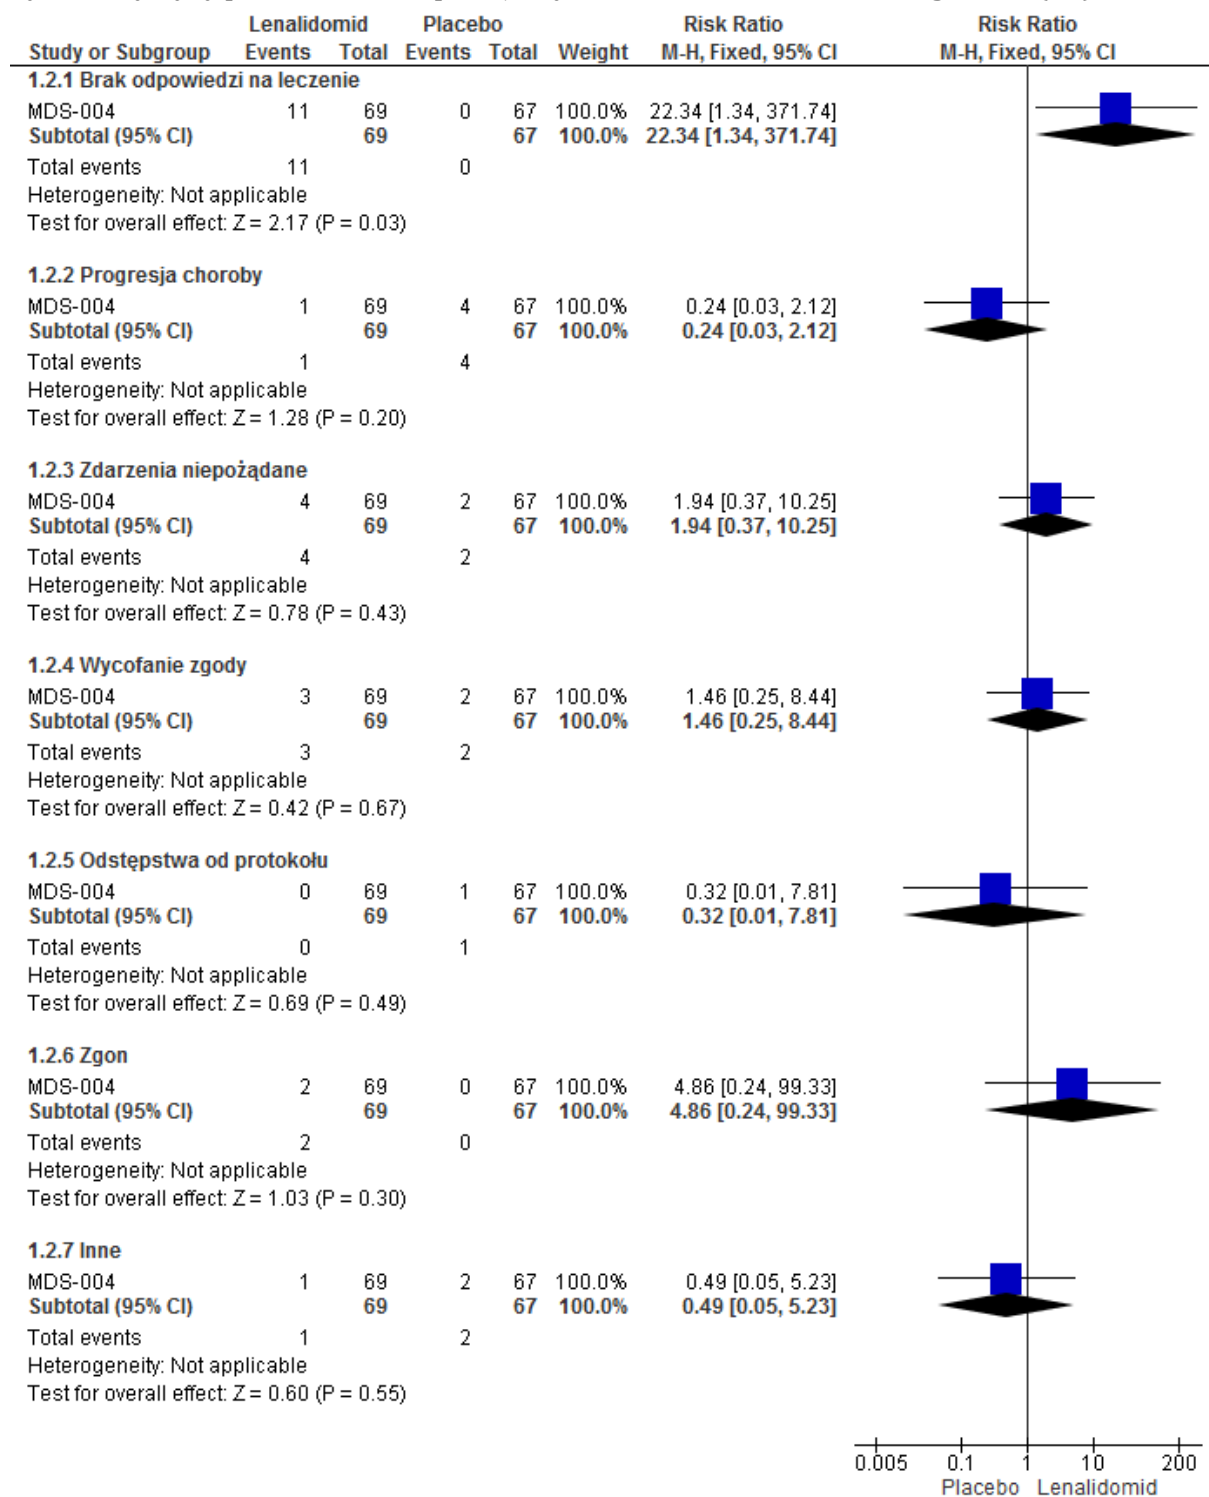 Lenalidomid Placebo Risk Ratio Risk Ratio
Study or Subgroup Events Total Events Total Weight M-H, Fixed, 95% CI M-H, Fixed, 95% CI
1.2.1 Brak odpowiedzi na leczenie
MDS-004 11 69 0 67 100.0% 22.34 [1.34, 371.74]
Subtotal (95% CI) 69 67 100.0% 22.34 [1.34, 371.74]
Total events 11 0
Heterogeneity: Not applicable
Test for overall effect: Z = 2.17 (P = 0.03)
1.2.2 Progresja choroby
MDS-004 1 69 4 67 100.0% 0.24 [0.03, 2.12]
Subtotal (95% CI) 69 67 100.0% 0.24 [0.03, 2.12]
Total events 1 4
Heterogeneity: Not applicable
Test for overall effect: Z = 1.28 (P = 0.20)
1.2.3 Zdarzenia niepożądane
MDS-004 4 69 2 67 100.0% 1.94 [0.37, 10.25]
Subtotal (95% CI) 69 67 100.0% 1.94 [0.37, 10.25]
Total events 4 2
Heterogeneity: Not applicable
Test for overall effect: Z = 0.78 (P = 0.43)
1.2.4 Wycofanie zgody
MDS-004 3 69 2 67 100.0% 1.46 [0.25, 8.44]
Subtotal (95% CI) 69 67 100.0% 1.46 [0.25, 8.44]
Total events 3 2
Heterogeneity: Not applicable
Test for overall effect: Z = 0.42 (P = 0.67)
1.2.5 Odstępstwa od protokołu
MDS-004 0 69 1 67 100.0% 0.32 [0.01, 7.81]
Subtotal (95% CI) 69 67 100.0% 0.32 [0.01, 7.81]
Total events 0 1
Heterogeneity: Not applicable
Test for overall effect: Z = 0.69 (P = 0.49)
1.2.6 Zgon
MDS-004 2 69 0 67 100.0% 4.86 [0.24, 99.33]
Subtotal (95% CI) 69 67 100.0% 4.86 [0.24, 99.33]
Total events 2 0
Heterogeneity: Not applicable
Test for overall effect: Z = 1.03 (P = 0.30)
1.2.7 Inne
MDS-004 1 69 2 67 100.0% 0.49 [0.05, 5.23]
Subtotal (95% CI) 69 67 100.0% 0.49 [0.05, 5.23]
Total events 1 2
Heterogeneity: Not applicable
Test for overall effect: Z = 0.60 (P = 0.55)
0.005 0.1 1 10 200
Placebo Lenalidomid